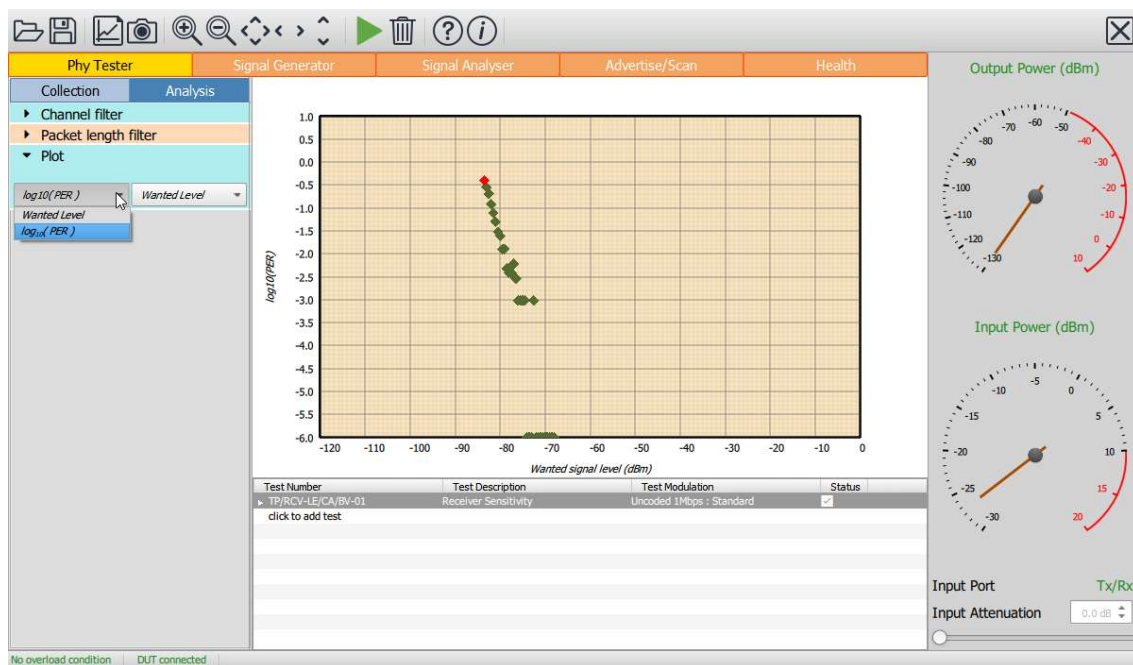 Phy Tester Signal Generator Signal Analyser Advertise/Scan Health
Collection Analysis
Channel filter
Packet length filter
Plot
log10( PER ) Wanted Level
Wanted Level
log₁₀( PER )
1.0
0.5
0.0
-0.5
-1.0
-1.5
-2.0
-2.5
-3.0
-3.5
-4.0
-4.5
-5.0
-5.5
-6.0
log10(PER)
-120 -110 -100 -90 -80 -70 -60 -50 -40 -30 -20 -10 0
Wanted signal level (dBm)
Test Number Test Description Test Modulation Status
TP/RCV-LE/CA/BV-01 Receiver Sensitivity Uncoded 1Mbps : Standard
click to add test
Output Power (dBm)
-130 -120 -110 -100 -90 -80 -70 -60 -50 -40 -30 -20 -10 0 10
Input Power (dBm)
-30 -25 -20 -15 -10 -5 0 5 10 15 20
Input Port Tx/Rx
Input Attenuation 0.0 dB
No overload condition DUT connected